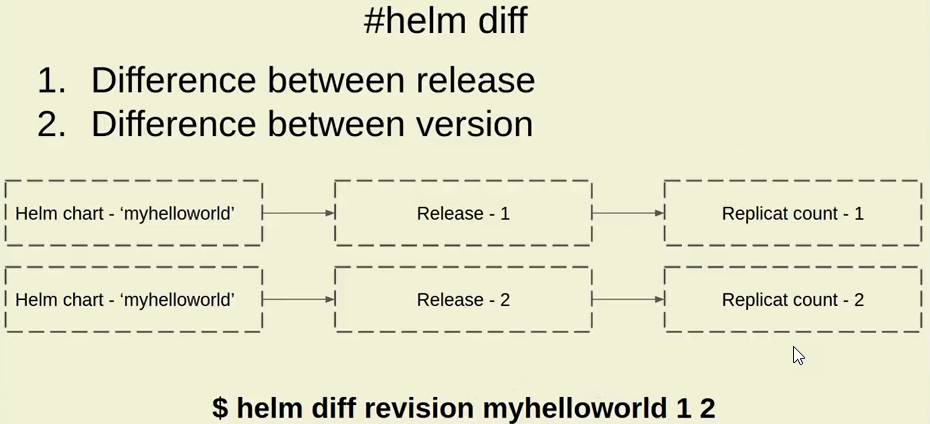 #helm diff
1. Difference between release
2. Difference between version
Helm chart - ‘myhelloworld’ Release - 1 Replicat count - 1
Helm chart - ‘myhelloworld’ Release - 2 Replicat count - 2
$ helm diff revision myhelloworld 1 2